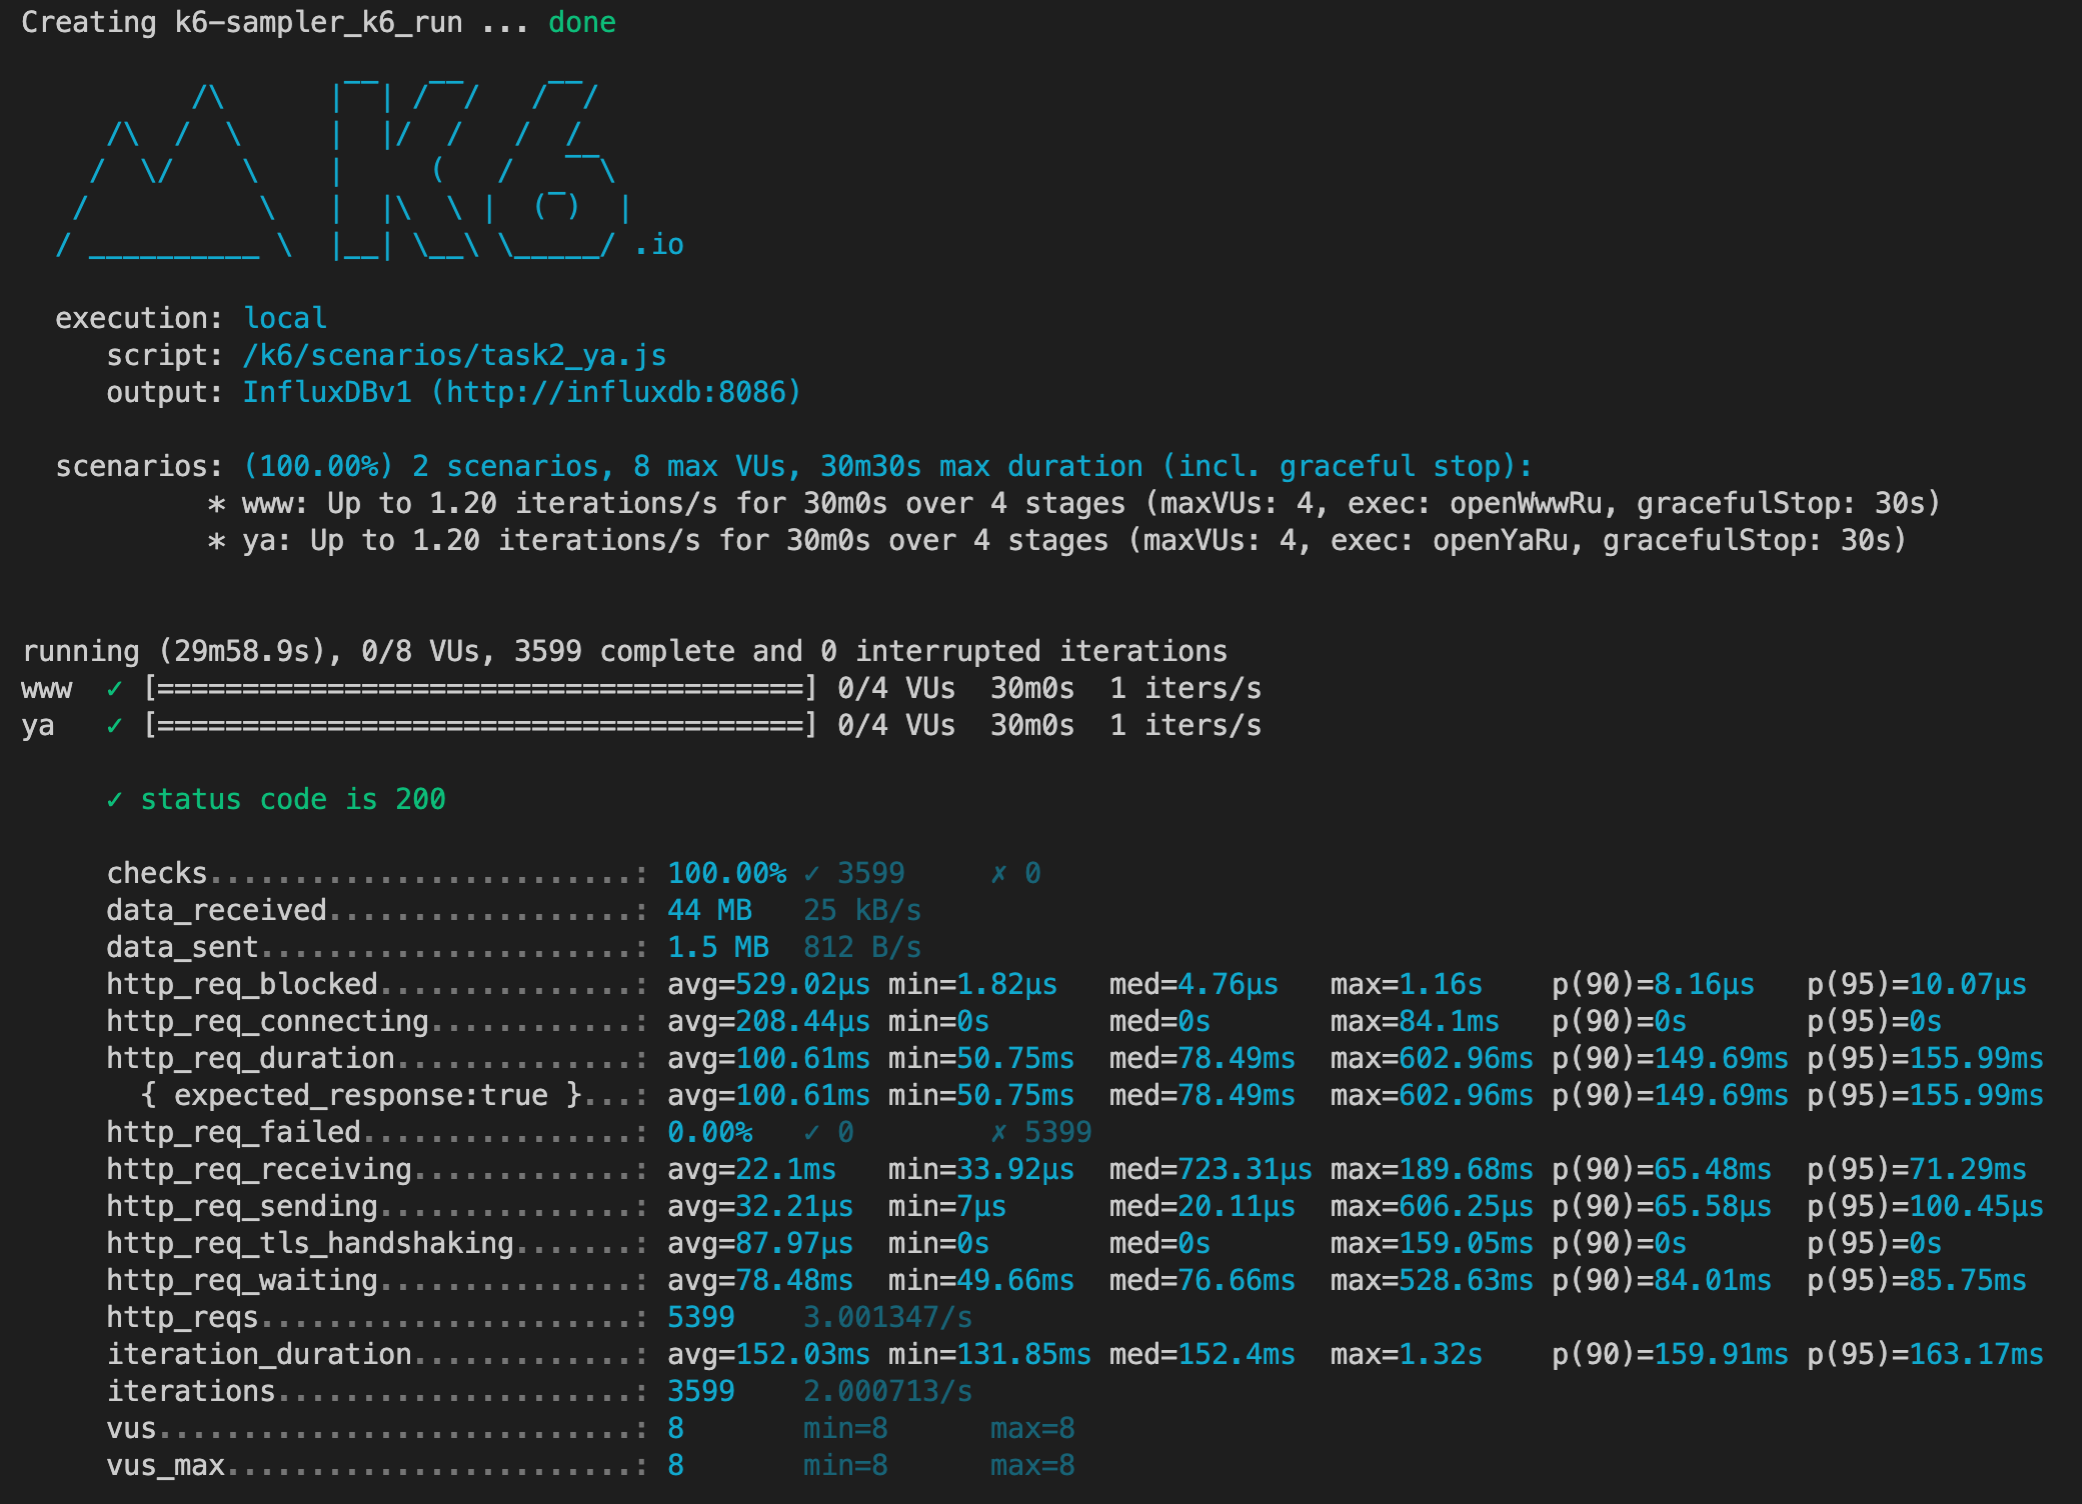 Creating k6-sampler_k6_run ... done

                   __   __     __
          /\      |  | /  /   /  /
     /\  /  \     |  |/  /   /  /
    /  \/    \    |     (   /   ‾‾\
   /          \   |  |\  \ |  (‾)  |
  / __________ \  |__| \__\ \_____/ .io

  execution: local
     script: /k6/scenarios/task2_ya.js
     output: InfluxDBv1 (http://influxdb:8086)

  scenarios: (100.00%) 2 scenarios, 8 max VUs, 30m30s max duration (incl. graceful stop):
           * www: Up to 1.20 iterations/s for 30m0s over 4 stages (maxVUs: 4, exec: openWwwRu, gracefulStop: 30s)
           * ya: Up to 1.20 iterations/s for 30m0s over 4 stages (maxVUs: 4, exec: openYaRu, gracefulStop: 30s)

running (29m58.9s), 0/8 VUs, 3599 complete and 0 interrupted iterations
www  ✓ [======================================] 0/4 VUs  30m0s  1 iters/s
ya   ✓ [======================================] 0/4 VUs  30m0s  1 iters/s

     ✓ status code is 200

     checks.........................: 100.00% ✓ 3599     ✗ 0
     data_received..................: 44 MB   25 kB/s
     data_sent......................: 1.5 MB  812 B/s
     http_req_blocked...............: avg=529.02µs min=1.82µs   med=4.76µs   max=1.16s    p(90)=8.16µs   p(95)=10.07µs
     http_req_connecting............: avg=208.44µs min=0s       med=0s       max=84.1ms   p(90)=0s       p(95)=0s
     http_req_duration..............: avg=100.61ms min=50.75ms  med=78.49ms  max=602.96ms p(90)=149.69ms p(95)=155.99ms
       { expected_response:true }...: avg=100.61ms min=50.75ms  med=78.49ms  max=602.96ms p(90)=149.69ms p(95)=155.99ms
     http_req_failed................: 0.00%   ✓ 0        ✗ 5399
     http_req_receiving.............: avg=22.1ms   min=33.92µs  med=723.31µs max=189.68ms p(90)=65.48ms  p(95)=71.29ms
     http_req_sending...............: avg=32.21µs  min=7µs      med=20.11µs  max=606.25µs p(90)=65.58µs  p(95)=100.45µs
     http_req_tls_handshaking.......: avg=87.97µs  min=0s       med=0s       max=159.05ms p(90)=0s       p(95)=0s
     http_req_waiting...............: avg=78.48ms  min=49.66ms  med=76.66ms  max=528.63ms p(90)=84.01ms  p(95)=85.75ms
     http_reqs......................: 5399    3.001347/s
     iteration_duration.............: avg=152.03ms min=131.85ms med=152.4ms  max=1.32s    p(90)=159.91ms p(95)=163.17ms
     iterations.....................: 3599    2.000713/s
     vus............................: 8       min=8      max=8
     vus_max........................: 8       min=8      max=8